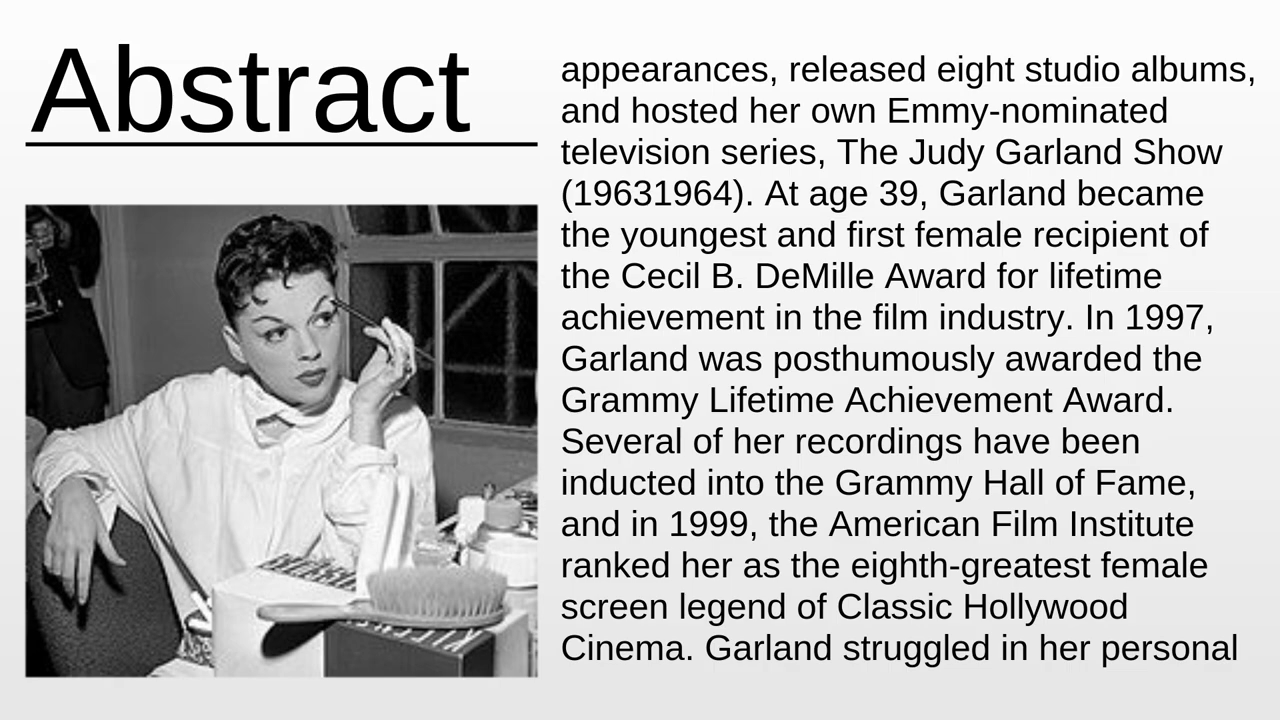 Abstract
appearances, released eight studio albums,
and hosted her own Emmy-nominated
television series, The Judy Garland Show
(19631964). At age 39, Garland became
the youngest and first female recipient of
the Cecil B. DeMille Award for lifetime
achievement in the film industry. In 1997,
Garland was posthumously awarded the
Grammy Lifetime Achievement Award.
Several of her recordings have been
inducted into the Grammy Hall of Fame,
and in 1999, the American Film Institute
ranked her as the eighth-greatest female
screen legend of Classic Hollywood
Cinema. Garland struggled in her personal